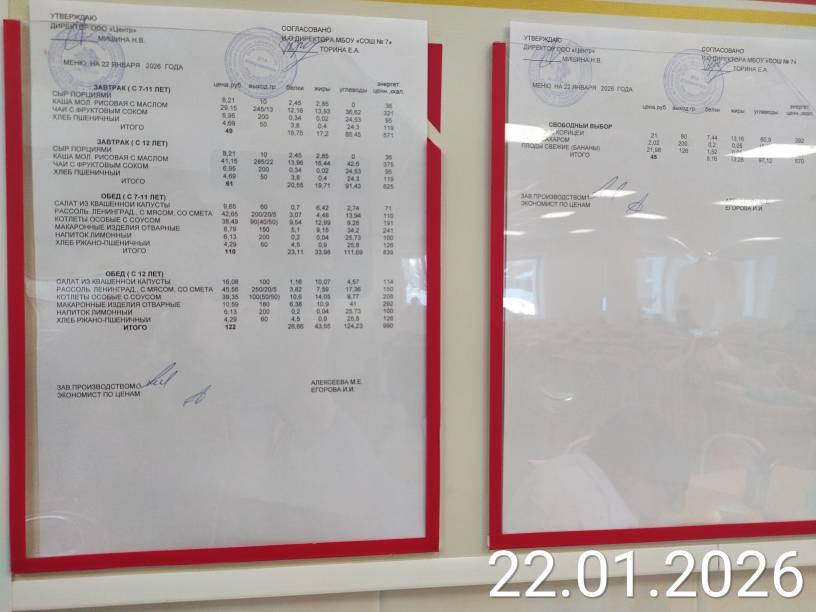 УТВЕРЖДАЮ
ДИРЕКТОР ООО «Центр»
МИШИНА Н.В.
СОГЛАСОВАНО
И.О ДИРЕКТОРА МБОУ «СОШ № 7»
ТОРИНА Е.А.
МЕНЮ НА 22 ЯНВАРЯ 2026 ГОДА
цена,руб. выход,гр. белки жиры углеводы энергет. ценн.,ккал.
ЗАВТРАК ( С 7-11 ЛЕТ)
СЫР ПОРЦИЯМИ 8,21 10 2,45 2,65 0 36
КАША МОЛ. РИСОВАЯ С МАСЛОМ 29,15 245/13 12,16 13,93 36,62 321
ЧАЙ С ФРУКТОВЫМ СОКОМ 6,95 200 0,34 0,02 24,53 95
ХЛЕБ ПШЕНИЧНЫЙ 4,69 50 3,8 0,4 24,3 119
ИТОГО 49 18,75 17,2 85,45 571
ЗАВТРАК ( С 12 ЛЕТ)
СЫР ПОРЦИЯМИ 8,21 10 2,45 2,85 0 36
КАША МОЛ. РИСОВАЯ С МАСЛОМ 41,15 285/22 13,96 16,44 42,6 375
ЧАЙ С ФРУКТОВЫМ СОКОМ 6,95 200 0,34 0,02 24,53 95
ХЛЕБ ПШЕНИЧНЫЙ 4,69 50 3,8 0,4 24,3 119
ИТОГО 61 20,55 19,71 91,43 625
ОБЕД ( С 7-11 ЛЕТ)
САЛАТ ИЗ КВАШЕННОЙ КАПУСТЫ 9,65 60 0,7 6,42 2,74 71
РАССОЛЬ. ЛЕНИНГРАД., С МЯСОМ, СО СМЕТА 42,65 200/20/5 3,07 4,48 13,94 110
КОТЛЕТЫ ОСОБЫЕ С СОУСОМ 38,49 90(40/50) 9,54 12,99 9,28 191
МАКАРОННЫЕ ИЗДЕЛИЯ ОТВАРНЫЕ 8,79 150 5,1 9,15 34,2 241
НАПИТОК ЛИМОННЫЙ 6,13 200 0,2 0,04 25,73 100
ХЛЕБ РЖАНО-ПШЕНИЧНЫЙ 4,29 60 4,5 0,9 25,8 126
ИТОГО 110 23,11 33,98 111,69 839
ОБЕД ( С 12 ЛЕТ)
САЛАТ ИЗ КВАШЕННОЙ КАПУСТЫ 16,08 100 1,16 10,07 4,57 114
РАССОЛЬ. ЛЕНИНГРАД., С МЯСОМ, СО СМЕТА 45,56 250/20/5 3,82 7,59 17,36 150
КОТЛЕТЫ ОСОБЫЕ С СОУСОМ 39,35 100(50/50) 10,6 14,05 9,77 208
МАКАРОННЫЕ ИЗДЕЛИЯ ОТВАРНЫЕ 10,59 180 6,38 10,9 41 292
НАПИТОК ЛИМОННЫЙ 6,13 200 0,2 0,04 25,73 100
ХЛЕБ РЖАНО-ПШЕНИЧНЫЙ 4,29 60 4,5 0,9 25,8 126
ИТОГО 122 26,66 43,55 124,23 990
ЗАВ.ПРОИЗВОДСТВОМ
ЭКОНОМИСТ ПО ЦЕНАМ
АЛЕКСЕЕВА М.Е.
ЕГОРОВА И.И.
УТВЕРЖДАЮ
ДИРЕКТОР ООО «Центр»
МИШИНА Н.В.
СОГЛАСОВАНО
И.О ДИРЕКТОРА МБОУ «СОШ № 7»
ТОРИНА Е.А.
МЕНЮ НА 22 ЯНВАРЯ 2026 ГОДА
цена,руб. выход,гр. белки жиры углеводы энергет. ценн.,ккал.
СВОБОДНЫЙ ВЫБОР
КОРИЦЕЙ 21 80 7,44 13,16 60,9 392
САХАРОМ 2,02 200 0,2 0,05
ПЛОДЫ СВЕЖИЕ (БАНАНЫ) 21,98 126 1,52
ИТОГО 45 9,16 97,12 570
ЗАВ.ПРОИЗВОДСТВОМ
ЭКОНОМИСТ ПО ЦЕНАМ
ЕГОРОВА И.И.
22.01.2026